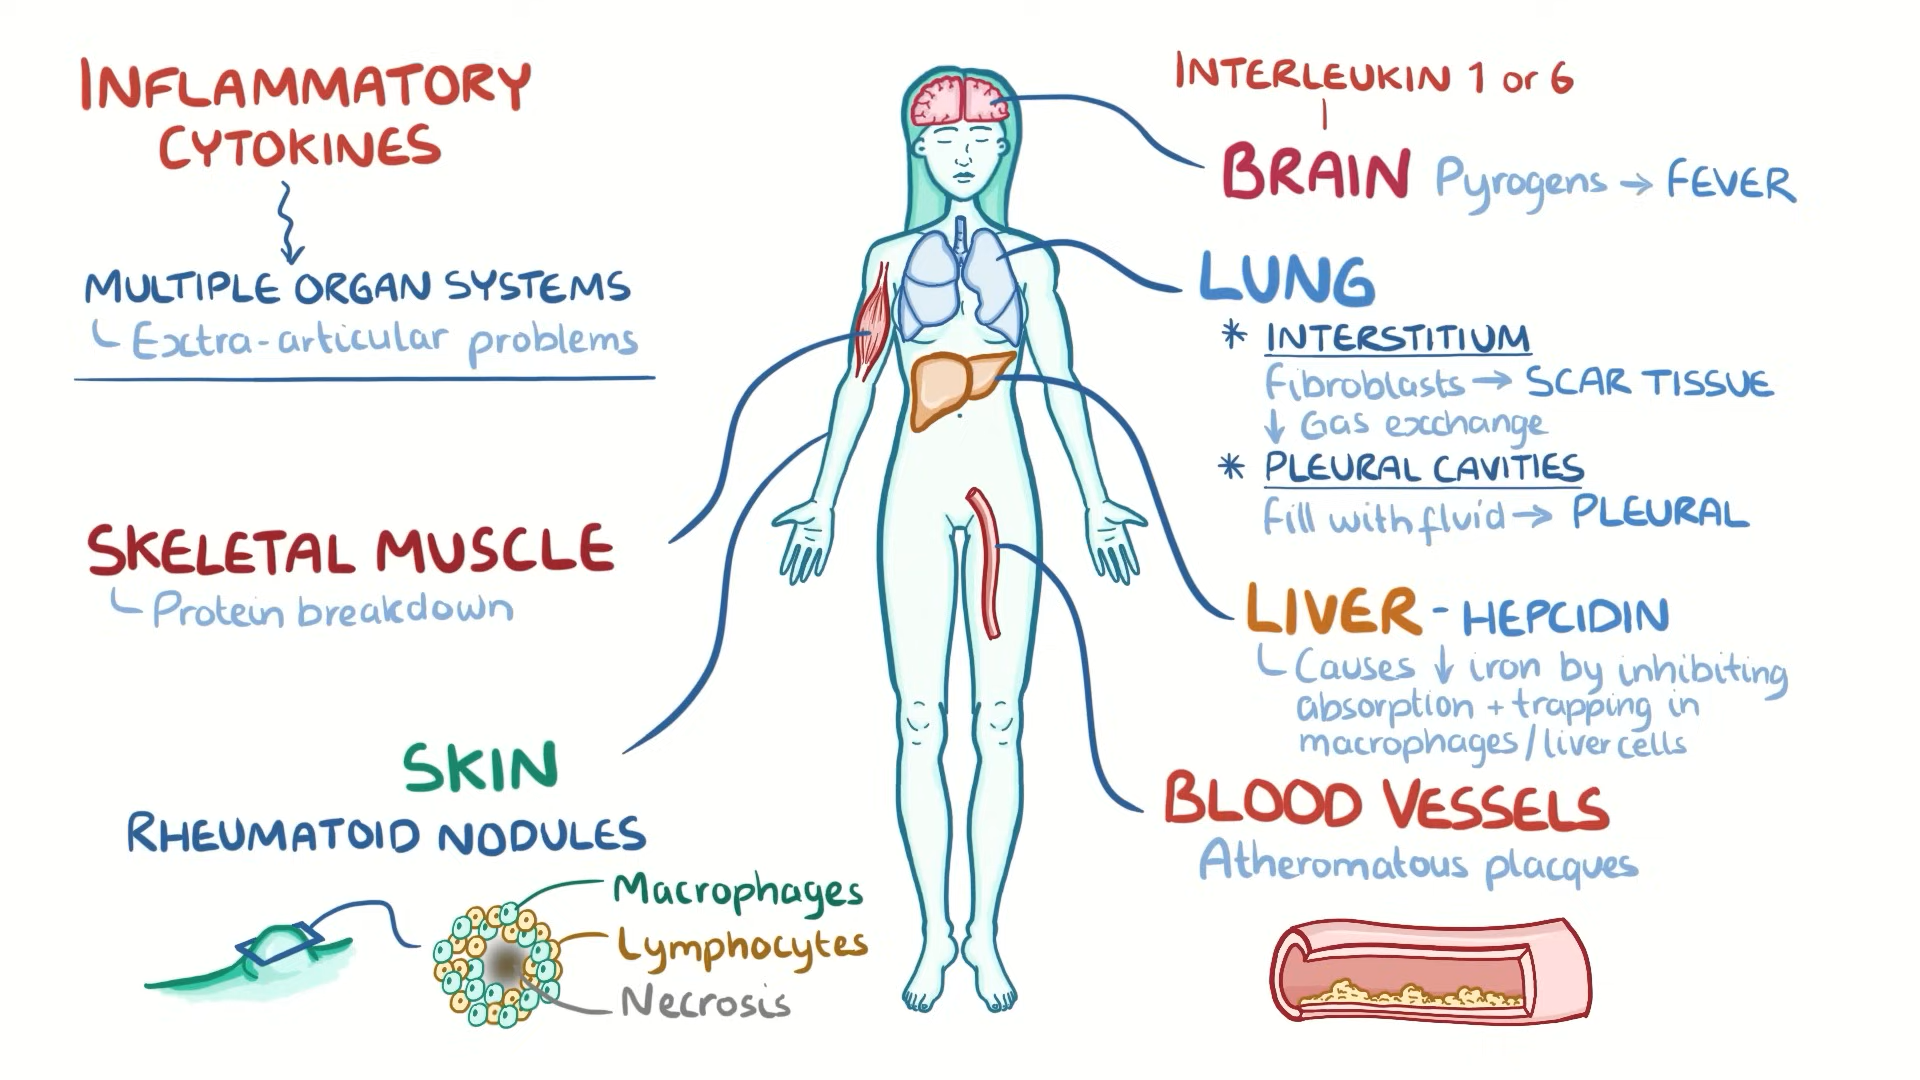 INFLAMMATORY
CYTOKINES
MULTIPLE ORGAN SYSTEMS
Extra-articular problems
SKELETAL MUSCLE
Protein breakdown
SKIN
RHEUMATOID NODULES
Macrophages
Lymphocytes
Necrosis
INTERLEUKIN 1 or 6
BRAIN Pyrogens → FEVER
LUNG
* INTERSTITIUM
Fibroblasts → SCAR TISSUE
↓ Gas exchange
* PLEURAL CAVITIES
Fill with fluid → PLEURAL
LIVER - HEPCIDIN
Causes ↓ iron by inhibiting
absorption + trapping in
macrophages/liver cells
BLOOD VESSELS
Atheromatous placques